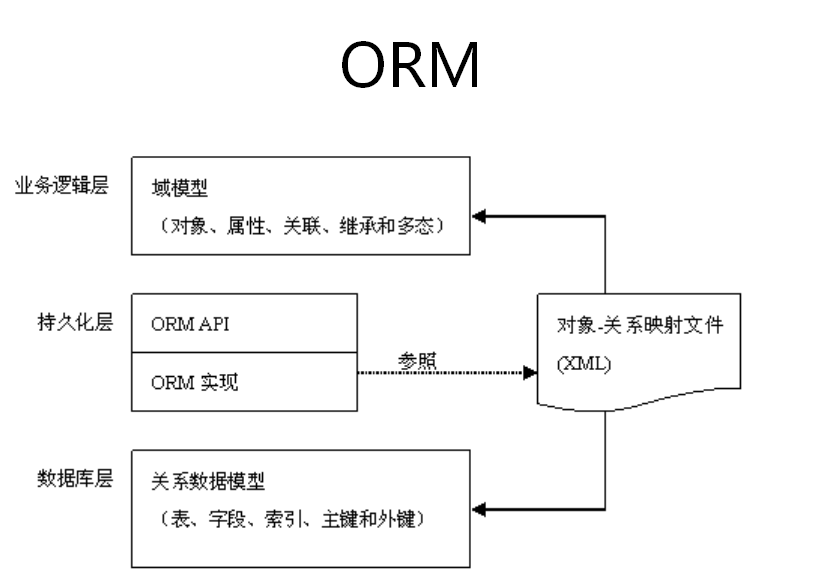 ORM
业务逻辑层
域模型
（对象、属性、关联、继承和多态）
持久化层
ORM API
ORM 实现
参照
对象-关系映射文件
(XML)
数据库层
关系数据模型
（表、字段、索引、主键和外键）